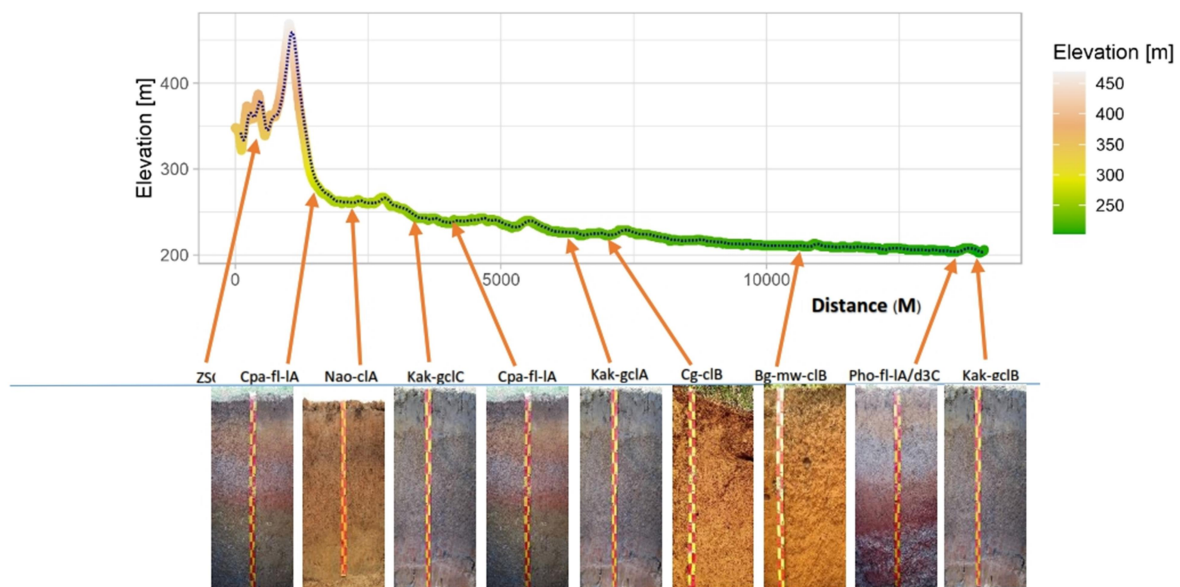 Elevation [m]
400
300
200
0
5000
10000
Distance (M)
Elevation [m]
450
400
350
300
250
Cpa-fl-lA
Nao-clA
Kak-gclC
Cpa-fl-lA
Kak-gclA
Cg-clB
Bg-mw-clB
Pho-fl-lA/d3C
Kak-gclB